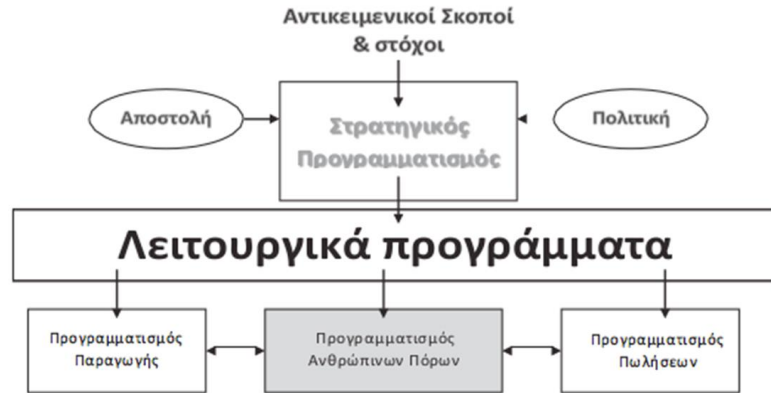 Αντικειμενικοί Σκοποί
& στόχοι
Αποστολή
Στρατηγικός
Προγραμματισμός
Πολιτική
Λειτουργικά προγράμματα
Προγραμματισμός
Παραγωγής
Προγραμματισμός
Ανθρώπινων Πόρων
Προγραμματισμός
Πωλήσεων